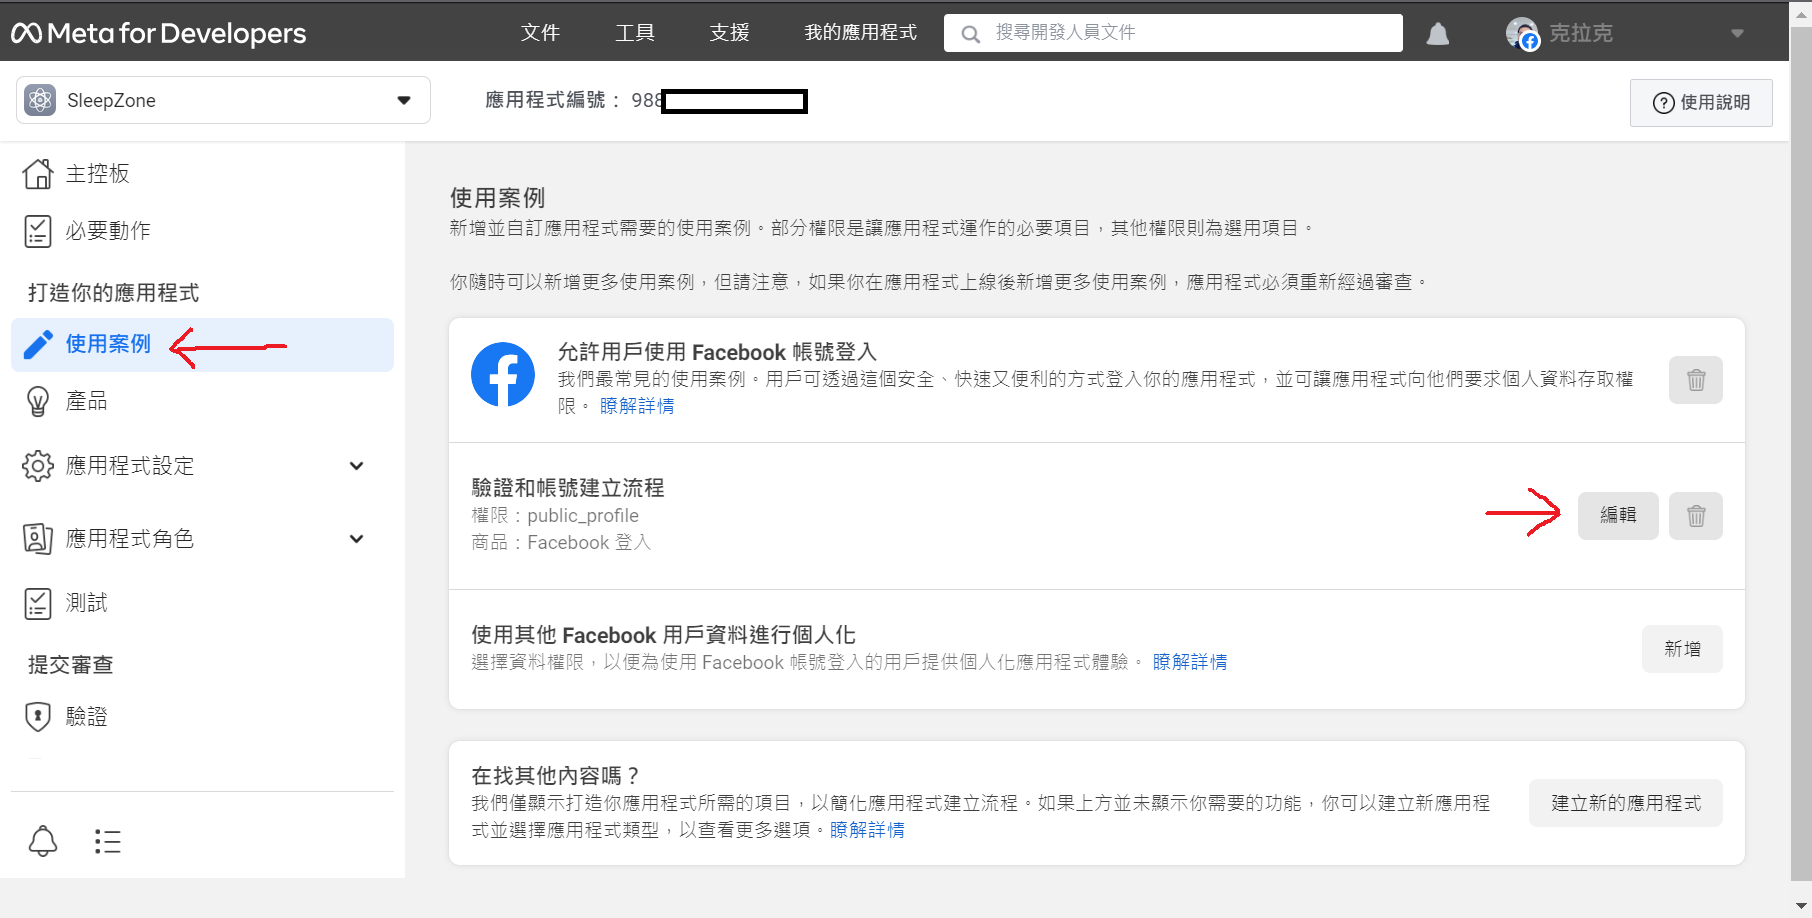 Meta for Developers
文件
工具
支援
我的應用程式
搜尋開發人員文件
克拉克
SleepZone
應用程式編號： 988
使用說明
主控板
必要動作
打造你的應用程式
使用案例
產品
應用程式設定
應用程式角色
測試
提交審查
驗證
使用案例
新增並自訂應用程式需要的使用案例。部分權限是讓應用程式運作的必要項目，其他權限則為選用項目。
你隨時可以新增更多使用案例，但請注意，如果你在應用程式上線後新增更多使用案例，應用程式必須重新經過審查。
允許用戶使用 Facebook 帳號登入
我們最常見的使用案例。用戶可透過這個安全、快速又便利的方式登入你的應用程式，並可讓應用程式向他們要求個人資料存取權
限。 瞭解詳情
驗證和帳號建立流程
權限：public_profile
商品：Facebook 登入
編輯
使用其他 Facebook 用戶資料進行個人化
選擇資料權限，以便為使用 Facebook 帳號登入的用戶提供個人化應用程式體驗。 瞭解詳情
新增
在找其他內容嗎？
我們僅顯示打造你應用程式所需的項目，以簡化應用程式建立流程。如果上方並未顯示你需要的功能，你可以建立新應用程
式並選擇應用程式類型，以查看更多選項。瞭解詳情
建立新的應用程式